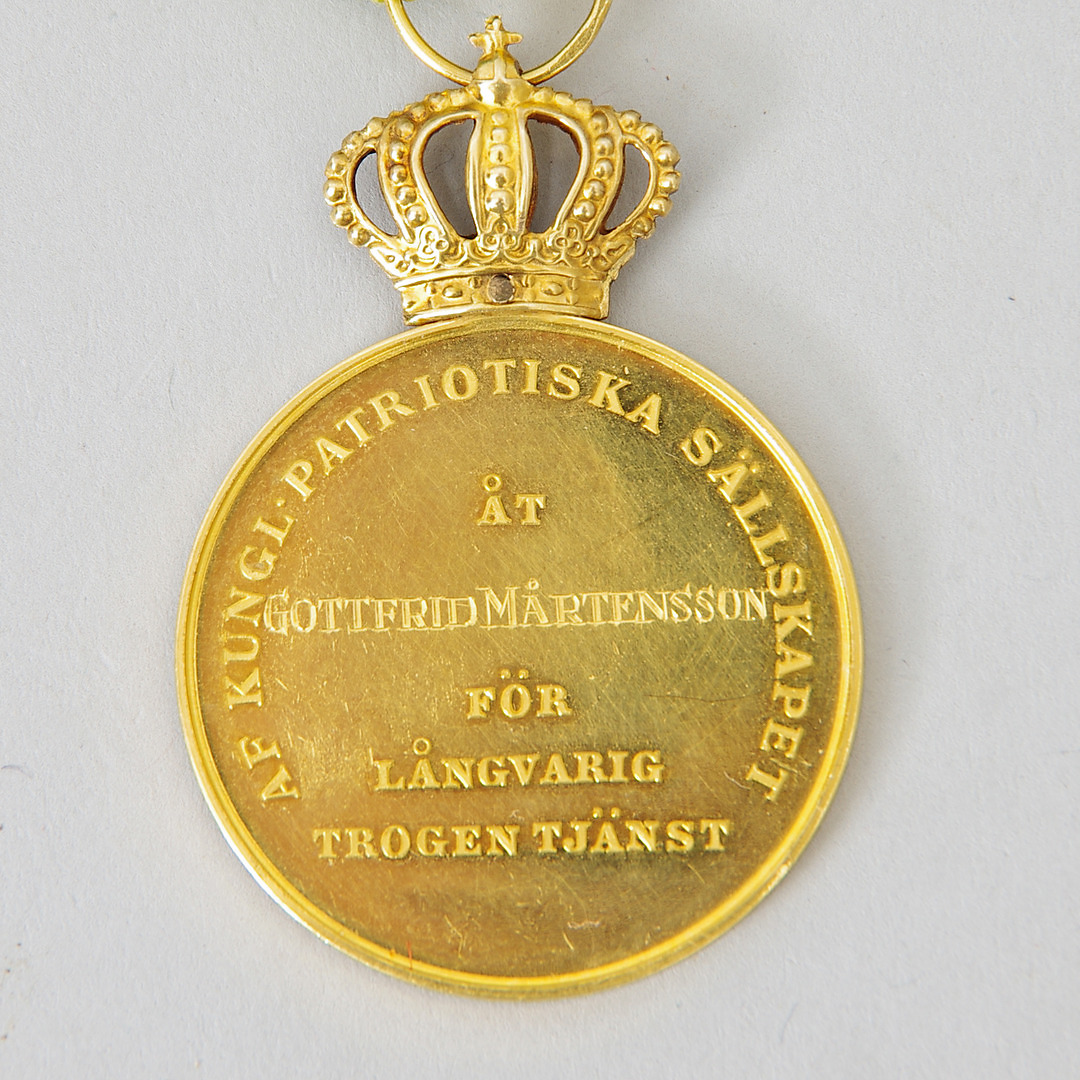 AF KUNGL. PATRIOTISKA SÄLLSKAPET
ÅT
GOTTFRID MÅRTENSSON
FÖR
LÅNGVARIG
TROGEN TJÄNST